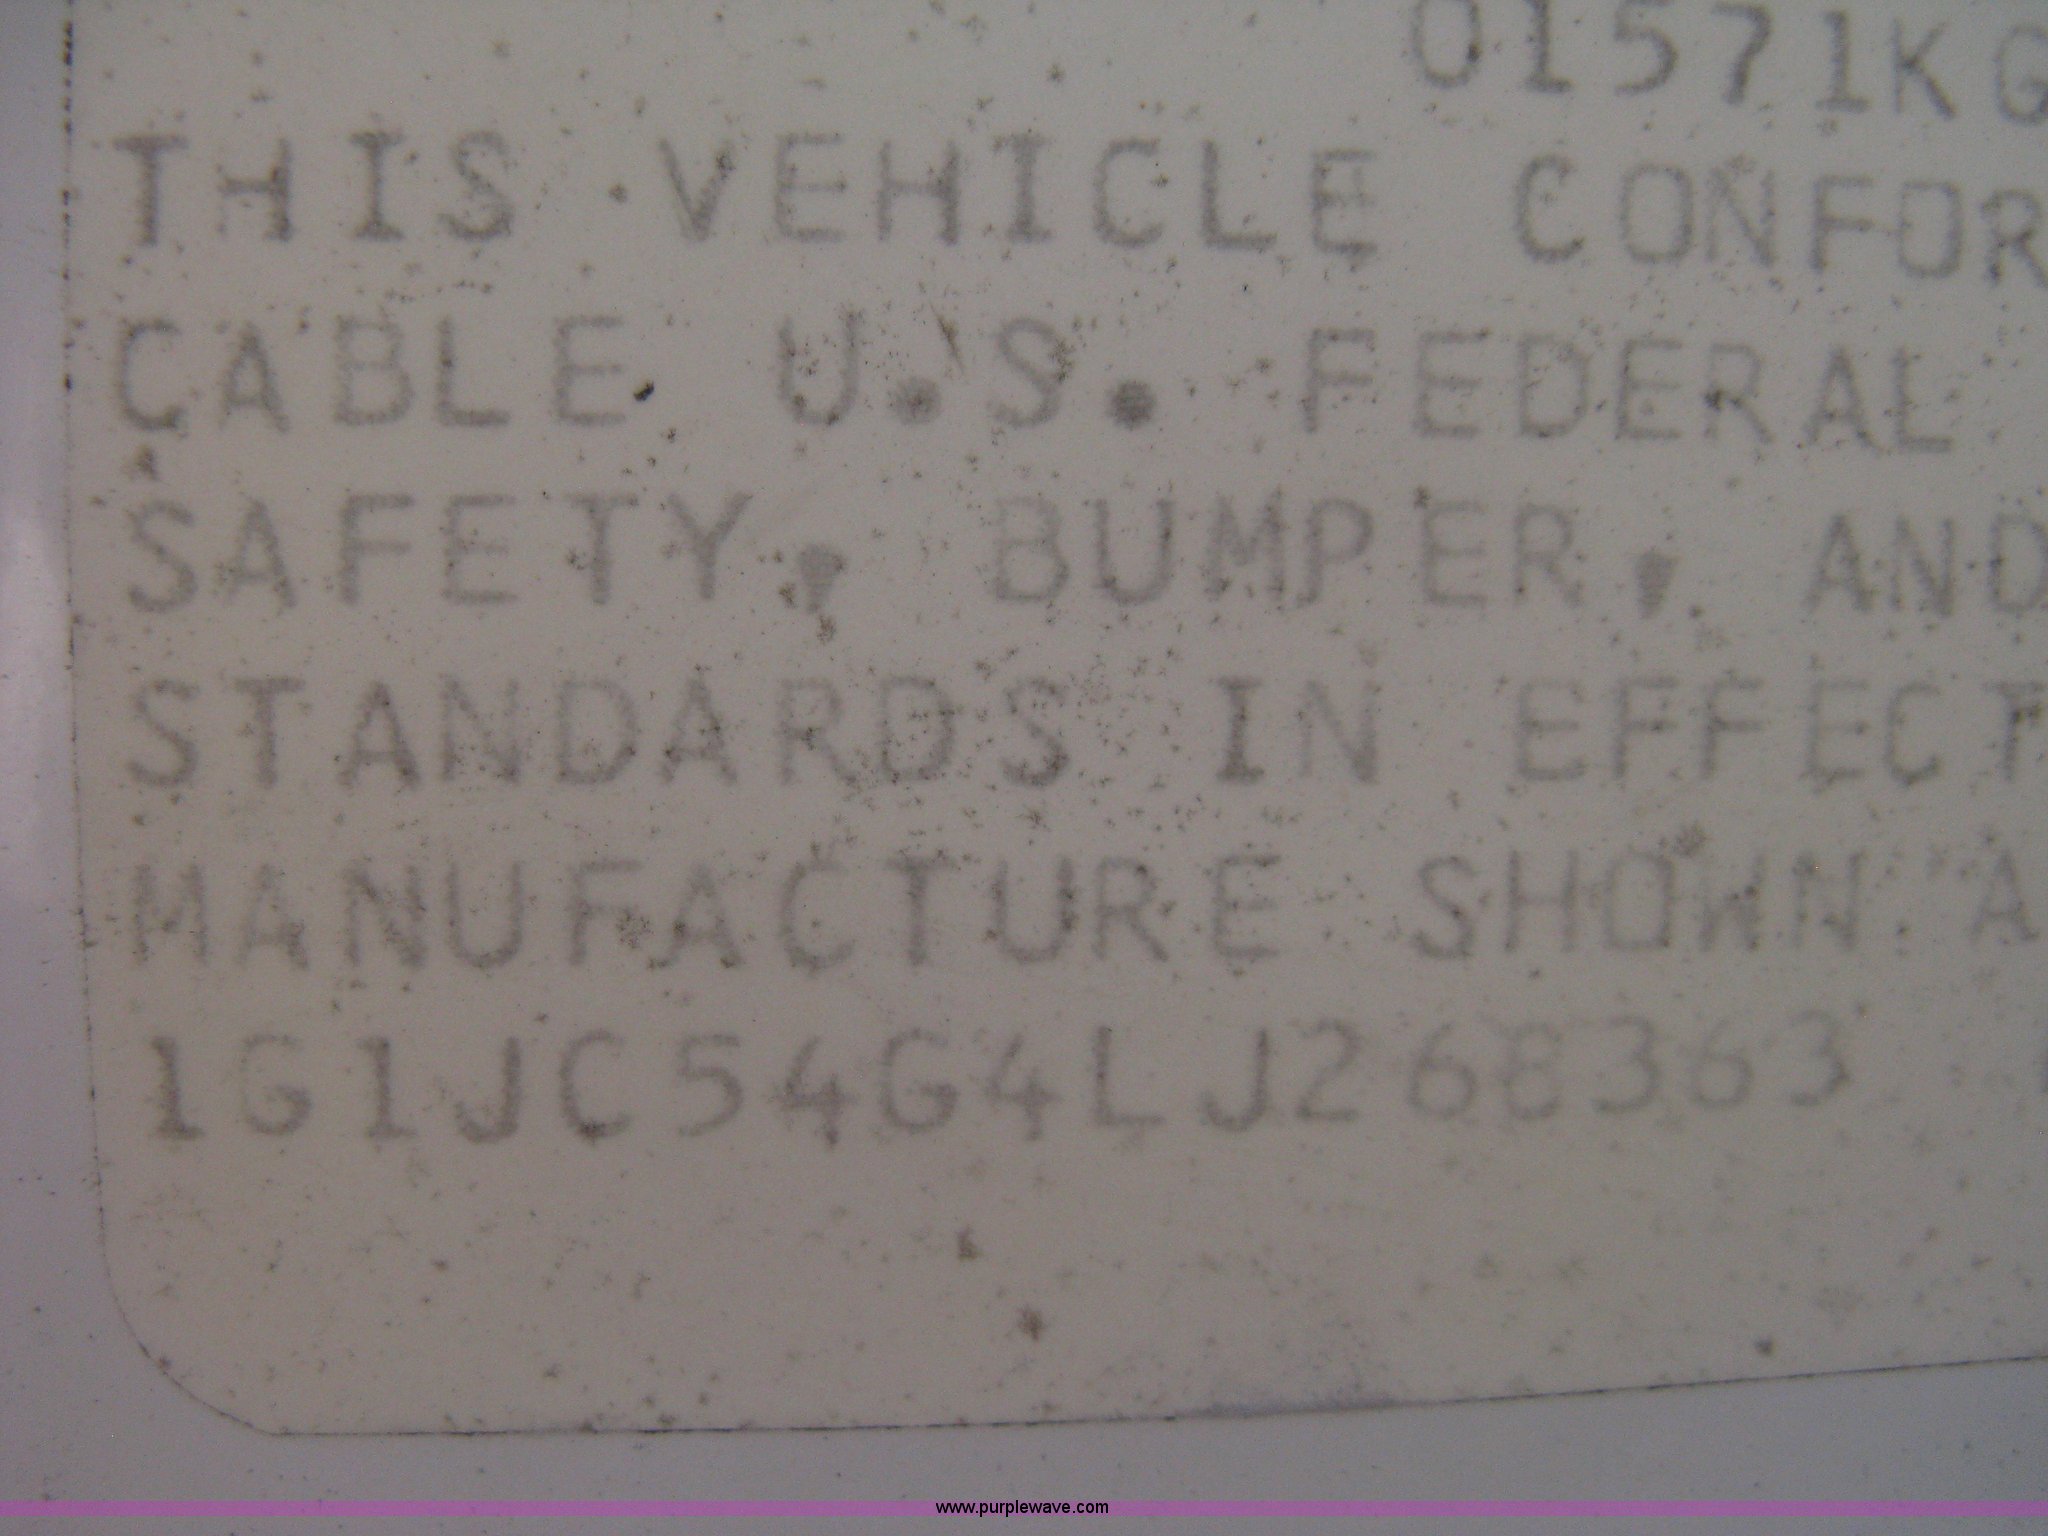 01571KG
THIS VEHICLE CONFOR
CABLE U.S. FEDERAL
SAFETY, BUMPER, AND
STANDARDS IN EFFECT
MANUFACTURE SHOWN A
1G1JC54G4LJ268363
www.purplewave.com